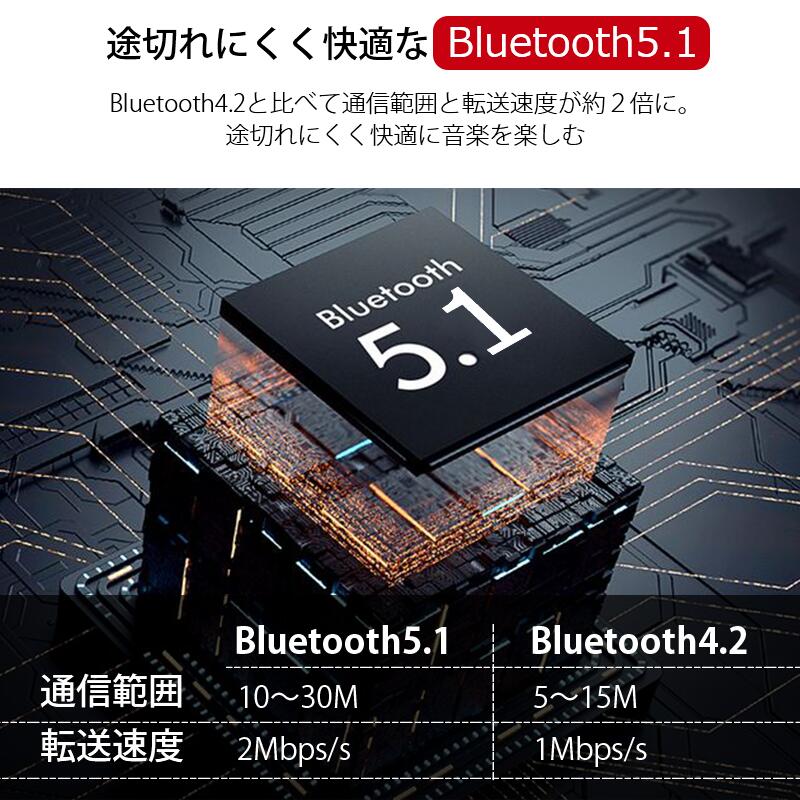 途切れにくく快適な Bluetooth5.1
Bluetooth4.2と比べて通信範囲と転送速度が約２倍に。
途切れにくく快適に音楽を楽しむ
Bluetooth
5.1
Bluetooth5.1 Bluetooth4.2
通信範囲 10～30M 5～15M
転送速度 2Mbps/s 1Mbps/s